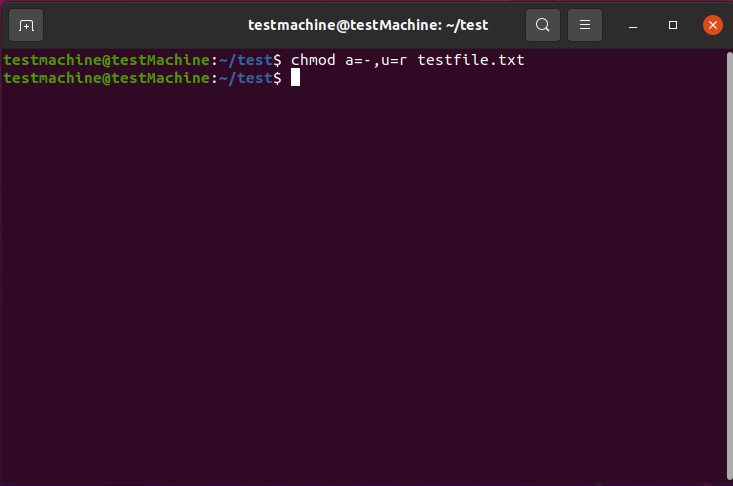 testmachine@testMachine: ~/test
testmachine@testMachine:~/test$ chmod a=-,u=r testfile.txt
testmachine@testMachine:~/test$